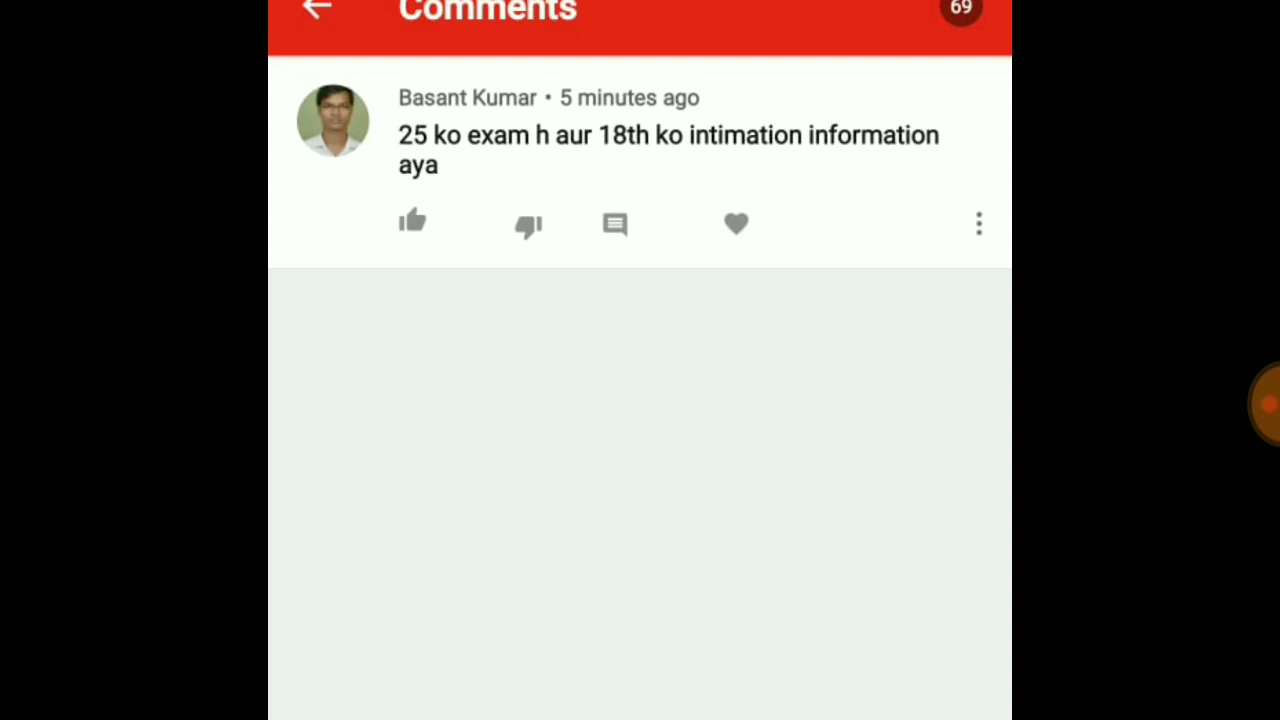 Comments 69
Basant Kumar • 5 minutes ago
25 ko exam h aur 18th ko intimation information
aya